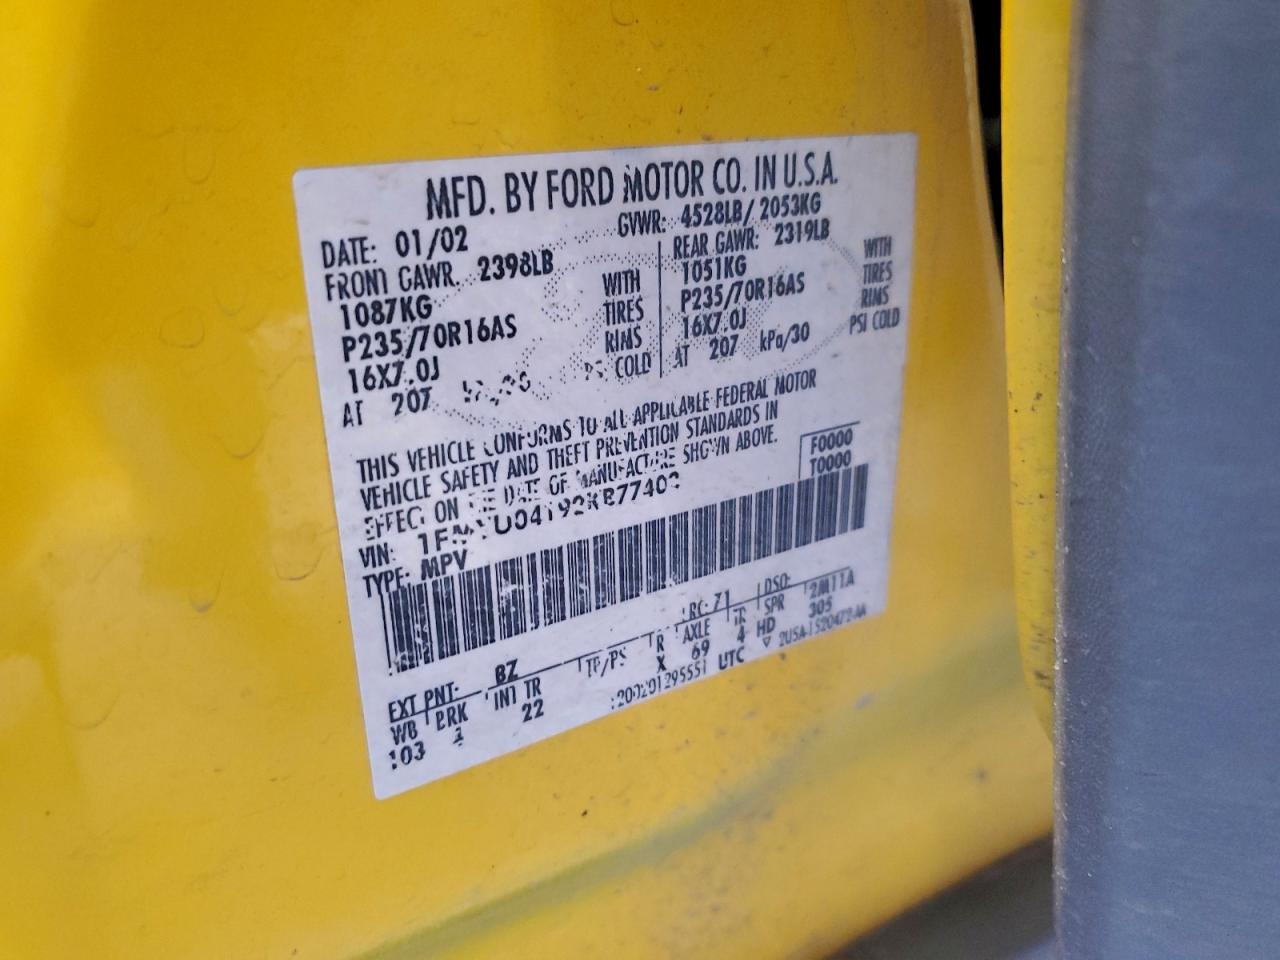 MFD. BY FORD MOTOR CO. IN U.S.A.
DATE: 01/02 GVWR: 4528LB/ 2053KG
FRONT GAWR: 2398LB REAR GAWR: 2319LB
1087KG WITH 1051KG WITH
P235/70R16AS TIRES P235/70R16AS TIRES
16X7.0J RIMS 16X7.0J RIMS
AT 207 COLD AT 207 kPa/30 PSI COLD
THIS VEHICLE CONFORMS TO ALL APPLICABLE FEDERAL MOTOR
VEHICLE SAFETY AND THEFT PREVENTION STANDARDS IN
EFFECT ON THE DATE OF MANUFACTURE SHOWN ABOVE.
F0000
T0000
VIN:
TYPE: MPV
EXT PNT: 8Z RC: 71 DSO:
WB BRK INT TR TP/PS R AXLE TR SPR 2M11A
103 22 X 69 4 HD 305
UTC